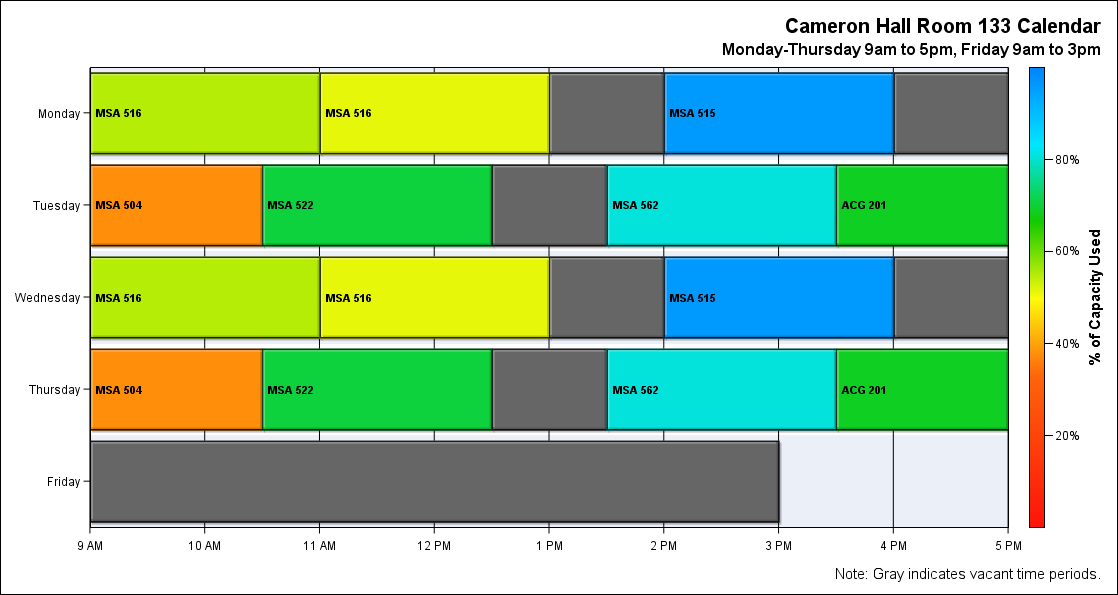 Cameron Hall Room 133 Calendar
Monday-Thursday 9am to 5pm, Friday 9am to 3pm
Monday
MSA 516
MSA 516
MSA 515
Tuesday
MSA 504
MSA 522
MSA 562
ACG 201
Wednesday
MSA 516
MSA 516
MSA 515
Thursday
MSA 504
MSA 522
MSA 562
ACG 201
Friday
9 AM
10 AM
11 AM
12 PM
1 PM
2 PM
3 PM
4 PM
5 PM
80%
60%
40%
20%
% of Capacity Used
Note: Gray indicates vacant time periods.